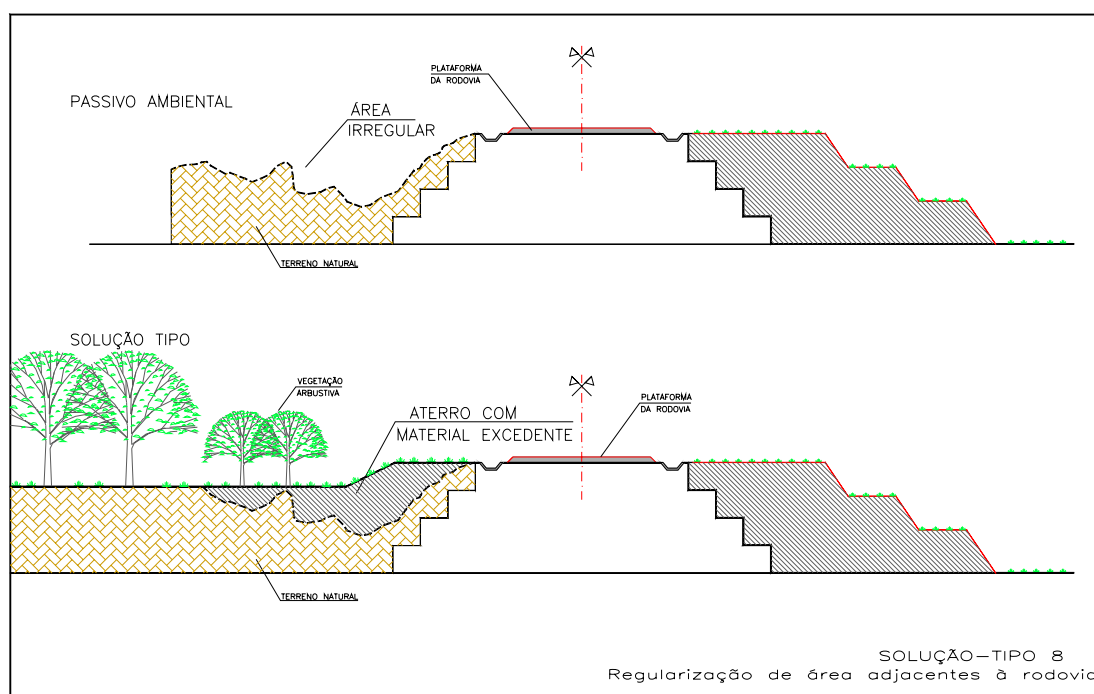 PLATAFORMA
DA RODOVIA
PASSIVO AMBIENTAL
ÁREA
IRREGULAR
TERRENO NATURAL
SOLUÇÃO TIPO
VEGETAÇÃO
ARBUSTIVA
ATERRO COM
MATERIAL EXCEDENTE
PLATAFORMA
DA RODOVIA
TERRENO NATURAL
SOLUÇÃO-TIPO 8
Regularização de área adjacentes à rodovia